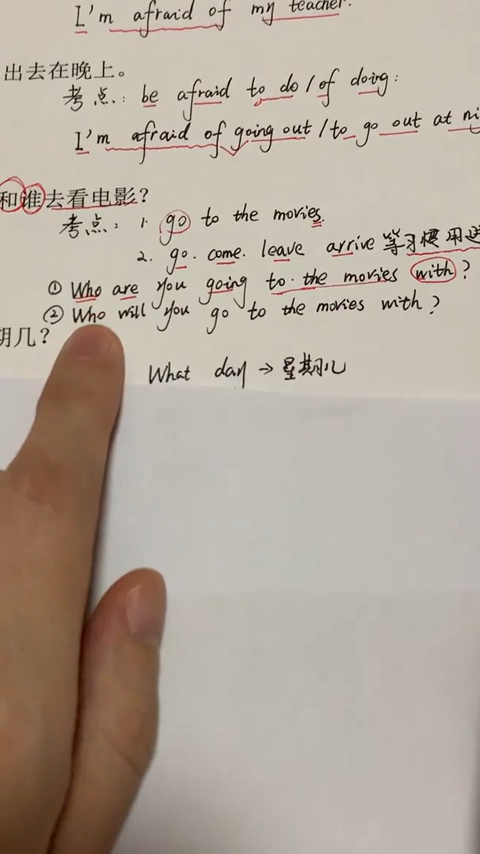 I'm afraid of my teacher.
出去在晚上。
考点: be afraid to do / of doing:
I'm afraid of going out / to go out at
和谁去看电影？
考点: 1. go to the movies.
2. go. come. leave arrive 等习惯用
① Who are you going to the movies with?
② Who will you go to the movies with?
期几？
What day → 星期几